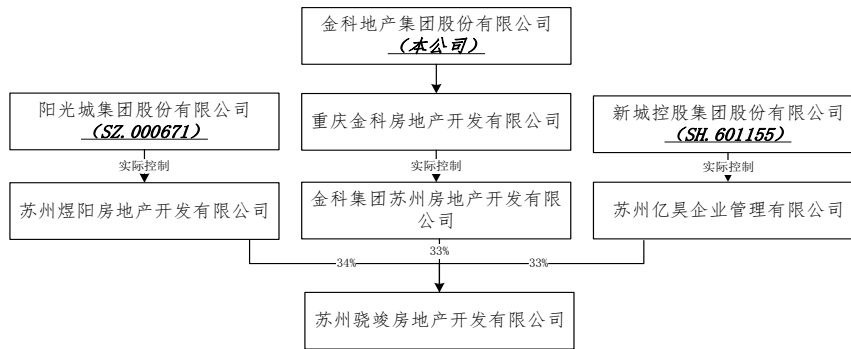 金科地产集团股份有限公司
（本公司）
阳光城集团股份有限公司
（SZ.000671）
重庆金科房地产开发有限公司
新城控股集团股份有限公司
（SH.601155）
实际控制
实际控制
实际控制
苏州煜阳房地产开发有限公司
金科集团苏州房地产开发有限
公司
苏州亿昊企业管理有限公司
34%
33%
33%
苏州骁竣房地产开发有限公司